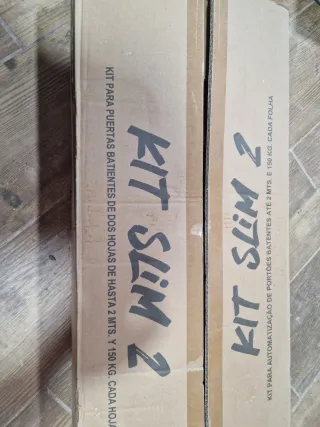 KIT SLIM 2
KIT PARA AUTOMATIZAÇÃO DE PORTÕES BATENTES ATÉ 2 MTS. E 150 KG. CADA FOLHA
KIT SLIM 2
KIT PARA PUERTAS BATIENTES DE DOS HOJAS DE HASTA 2 MTS. Y 150 KG. CADA HOJA